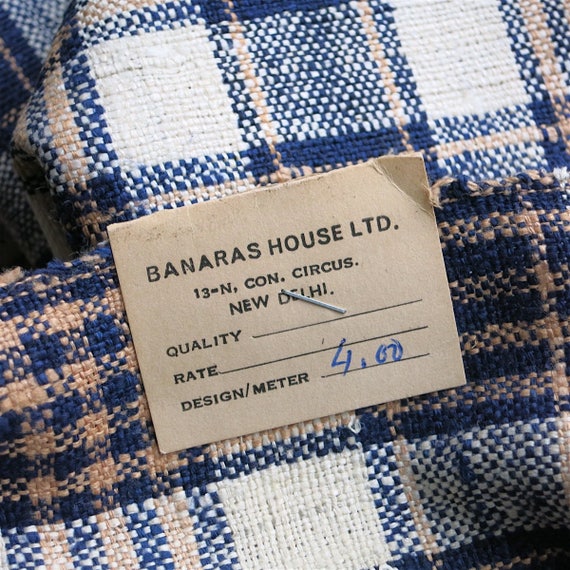 BANARAS HOUSE LTD.
13-N, CON. CIRCUS.
NEW DELHI.
QUALITY
RATE
DESIGN/METER 4.00